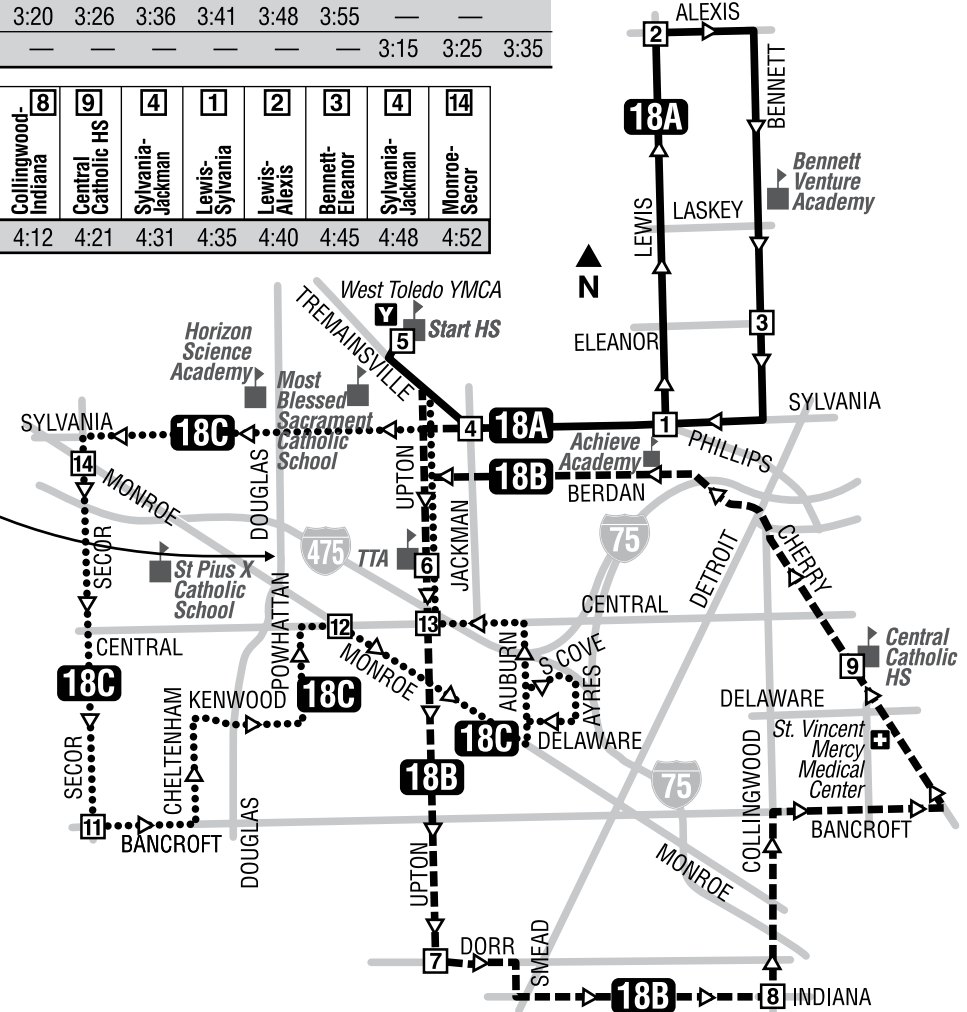 3:20 3:26 3:36 3:41 3:48 3:55 — —
— — — — — — 3:15 3:25 3:35
8 9 4 1 2 3 4 14
Collingwood-
Indiana
Central
Catholic HS
Sylvania-
Jackman
Lewis-
Sylvania
Lewis-
Alexis
Bennett-
Eleanor
Sylvania-
Jackman
Monroe-
Secor
4:12 4:21 4:31 4:35 4:40 4:45 4:48 4:52
ALEXIS
2
BENNETT
18A
Bennett
Venture
Academy
LASKEY
LEWIS
N
West Toledo YMCA
TREMAINSVILLE
Y
5
Start HS
3
ELEANOR
Horizon
Science
Academy
Most
Blessed
Sacrament
Catholic
School
SYLVANIA
18C
4
18A
1
SYLVANIA
PHILLIPS
Achieve
Academy
14
MONROE
DOUGLAS
UPTON
18B
BERDAN
SECOR
475
TTA
6
JACKMAN
75
DETROIT
CHERRY
St Pius X
Catholic
School
CENTRAL
POWHATTAN
12
13
CENTRAL
MONROE
AUBURN
S COVE
AYRES
9
Central
Catholic
HS
18C
KENWOOD
18C
CHELTENHAM
18C
DELAWARE
DELAWARE
St. Vincent
Mercy
Medical
Center
SECOR
18B
75
COLLINGWOOD
11
BANCROFT
DOUGLAS
BANCROFT
UPTON
MONROE
7
DORR
SMEAD
18B
8
INDIANA